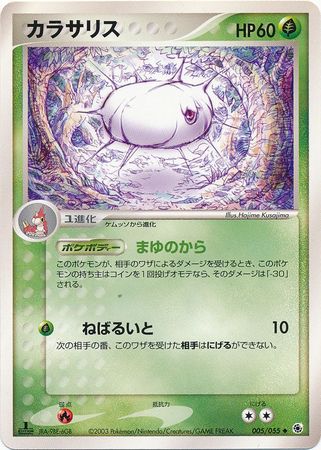 カラサリス HP60
Illus. Hajime Kusajima
1進化
ケムッソから進化
ポケボディー まゆのから
このポケモンが、相手のワザによるダメージを受けるとき、このポケ
モンの持ち主はコインを1回投げオモテなら、そのダメージは「-30」さ
れる。
ねばるいと 10
次の相手の番、このワザを受けた相手はにげるができない。
弱点 抵抗力 にげる
1 EDITION JRA-98E-6GB ©2003 Pokémon/Nintendo/Creatures/GAME FREAK 005/055 ◆